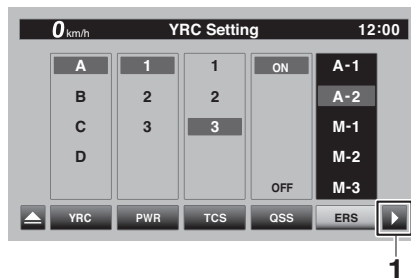 0 km/h YRC Setting 12:00
A 1 1 ON A-1
B 2 2 A-2
C 3 3 M-1
D M-2
OFF M-3
YRC PWR TCS QSS ERS
1